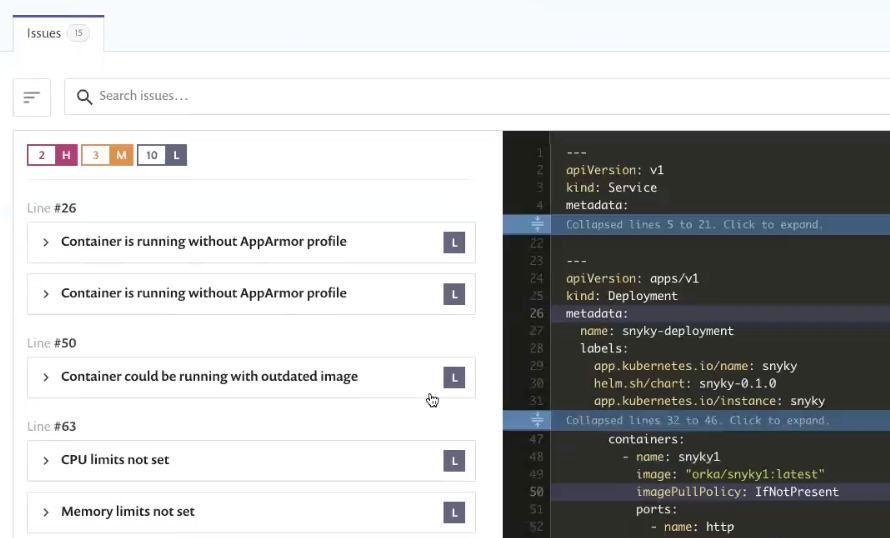 Issues 15
Search issues...
2 H 3 M 10 L
Line #26
Container is running without AppArmor profile L
Container is running without AppArmor profile L
Line #50
Container could be running with outdated image L
Line #63
CPU limits not set L
Memory limits not set L
1 ---
2 apiVersion: v1
3 kind: Service
4 metadata:
Collapsed lines 5 to 21. Click to expand.
22
23 ---
24 apiVersion: apps/v1
25 kind: Deployment
26 metadata:
27 name: snyky-deployment
28 labels:
29 app.kubernetes.io/name: snyky
30 helm.sh/chart: snyky-0.1.0
31 app.kubernetes.io/instance: snyky
Collapsed lines 32 to 46. Click to expand.
47 containers:
48 - name: snyky1
49 image: "orka/snyky1:latest"
50 imagePullPolicy: IfNotPresent
51 ports:
52 - name: http